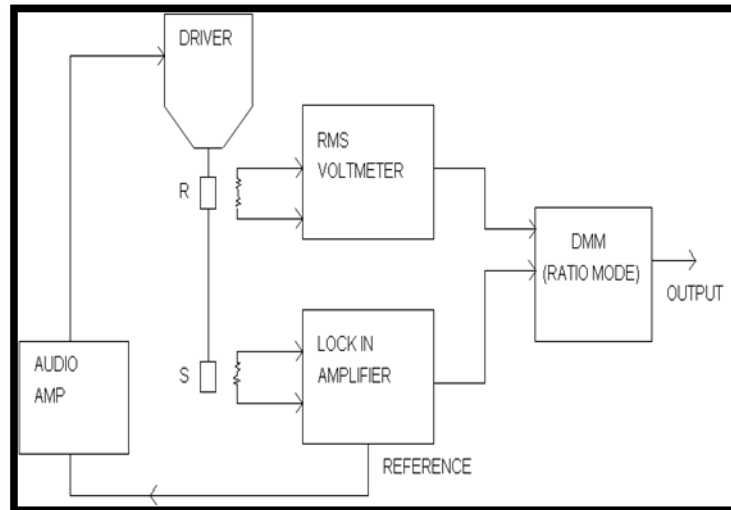 DRIVER
R
RMS
VOLTMETER
DMM
(RATIO MODE)
OUTPUT
S
LOCK IN
AMPLIFIER
AUDIO
AMP
REFERENCE